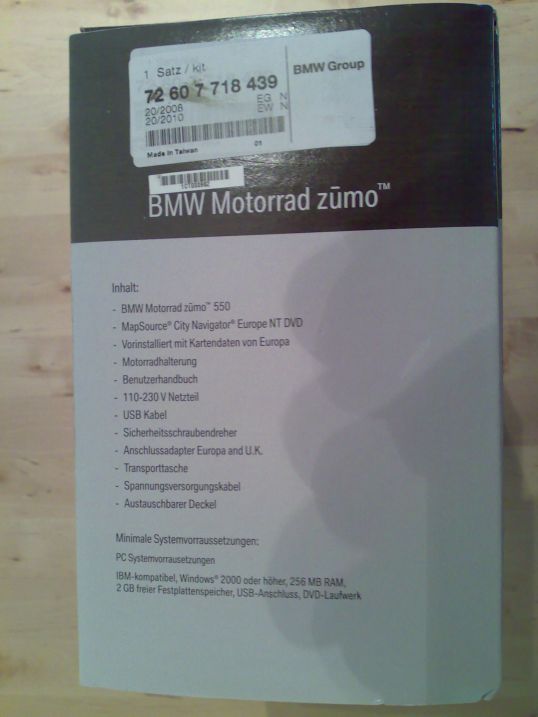 1 Satz / kit
BMW Group
72 60 7 718 439
20/2008 EG N
20/2010 EW N
Made in Taiwan 01
BMW Motorrad zūmo™
Inhalt:
- BMW Motorrad zūmo™ 550
- MapSource® City Navigator® Europe NT DVD
- Vorinstalliert mit Kartendaten von Europa
- Motorradhalterung
- Benutzerhandbuch
- 110-230 V Netzteil
- USB Kabel
- Sicherheitsschraubendreher
- Anschlussadapter Europa and U.K.
- Transporttasche
- Spannungsversorgungskabel
- Austauschbarer Deckel
Minimale Systemvorraussetzungen:
PC Systemvorrausetzungen
IBM-kompatibel, Windows® 2000 oder höher, 256 MB RAM,
2 GB freier Festplattenspeicher, USB-Anschluss, DVD-Laufwerk